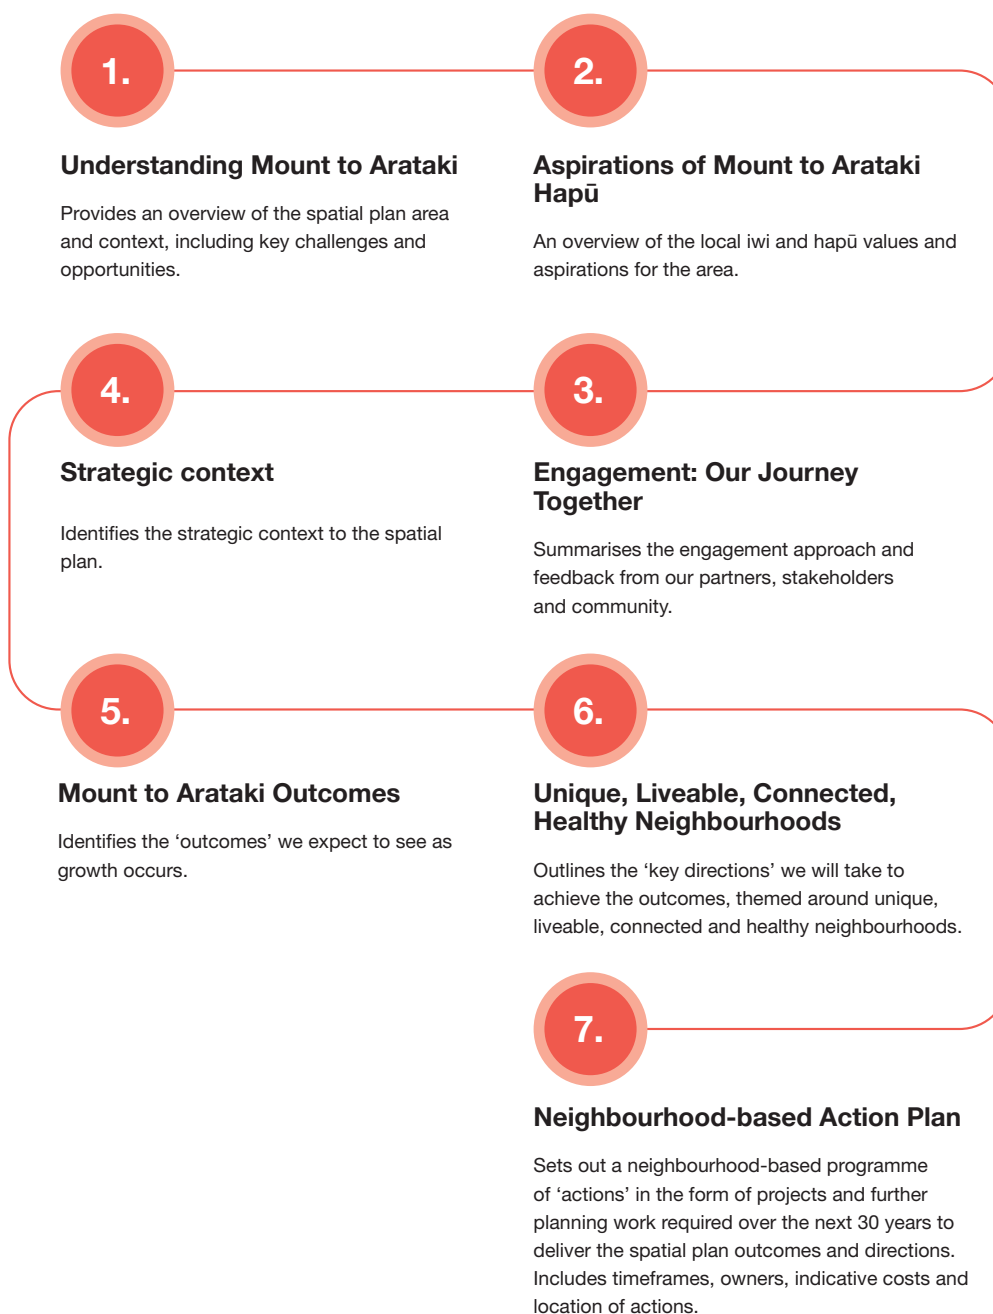 1.
Understanding Mount to Arataki
Provides an overview of the spatial plan area
and context, including key challenges and
opportunities.
2.
Aspirations of Mount to Arataki
Hapū
An overview of the local iwi and hapū values and
aspirations for the area.
3.
Engagement: Our Journey
Together
Summarises the engagement approach and
feedback from our partners, stakeholders
and community.
4.
Strategic context
Identifies the strategic context to the spatial
plan.
5.
Mount to Arataki Outcomes
Identifies the ‘outcomes’ we expect to see as
growth occurs.
6.
Unique, Liveable, Connected,
Healthy Neighbourhoods
Outlines the ‘key directions’ we will take to
achieve the outcomes, themed around unique,
liveable, connected and healthy neighbourhoods.
7.
Neighbourhood-based Action Plan
Sets out a neighbourhood-based programme
of ‘actions’ in the form of projects and further
planning work required over the next 30 years to
deliver the spatial plan outcomes and directions.
Includes timeframes, owners, indicative costs and
location of actions.